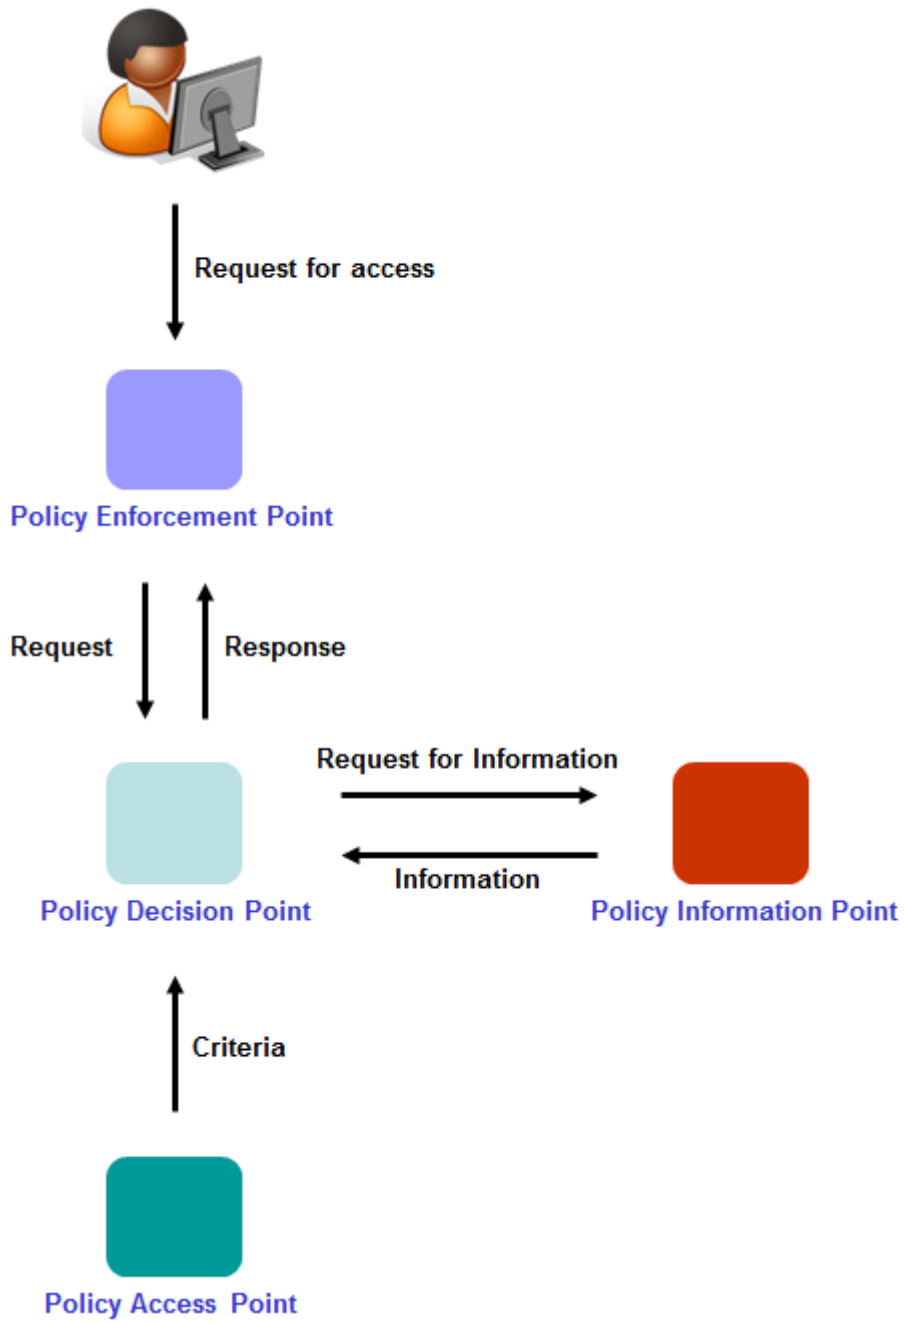 Request for access
Policy Enforcement Point
Request
Response
Request for Information
Information
Policy Decision Point
Policy Information Point
Criteria
Policy Access Point